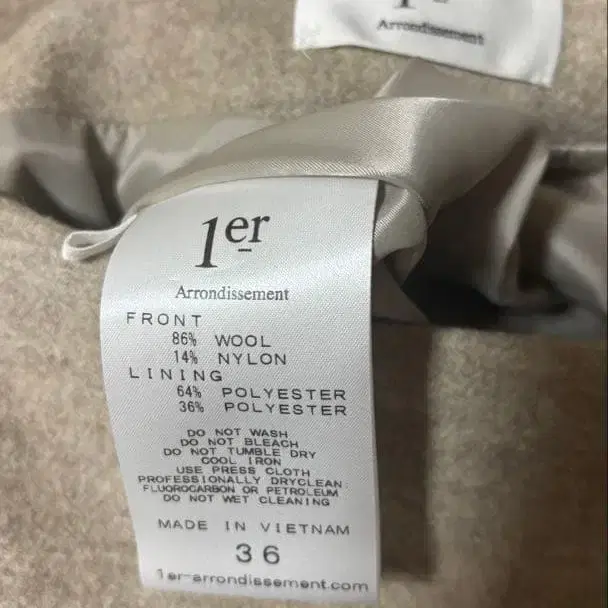 Arrondissement
1er
Arrondissement
FRONT
86% WOOL
14% NYLON
LINING
64% POLYESTER
36% POLYESTER
DO NOT WASH
DO NOT BLEACH
DO NOT TUMBLE DRY
COOL IRON
USE PRESS CLOTH
PROFESSIONALLY DRYCLEAN:
FLUOROCARBON OR PETROLEUM
DO NOT WET CLEANING
MADE IN VIETNAM
36
1er-arrondissement.com